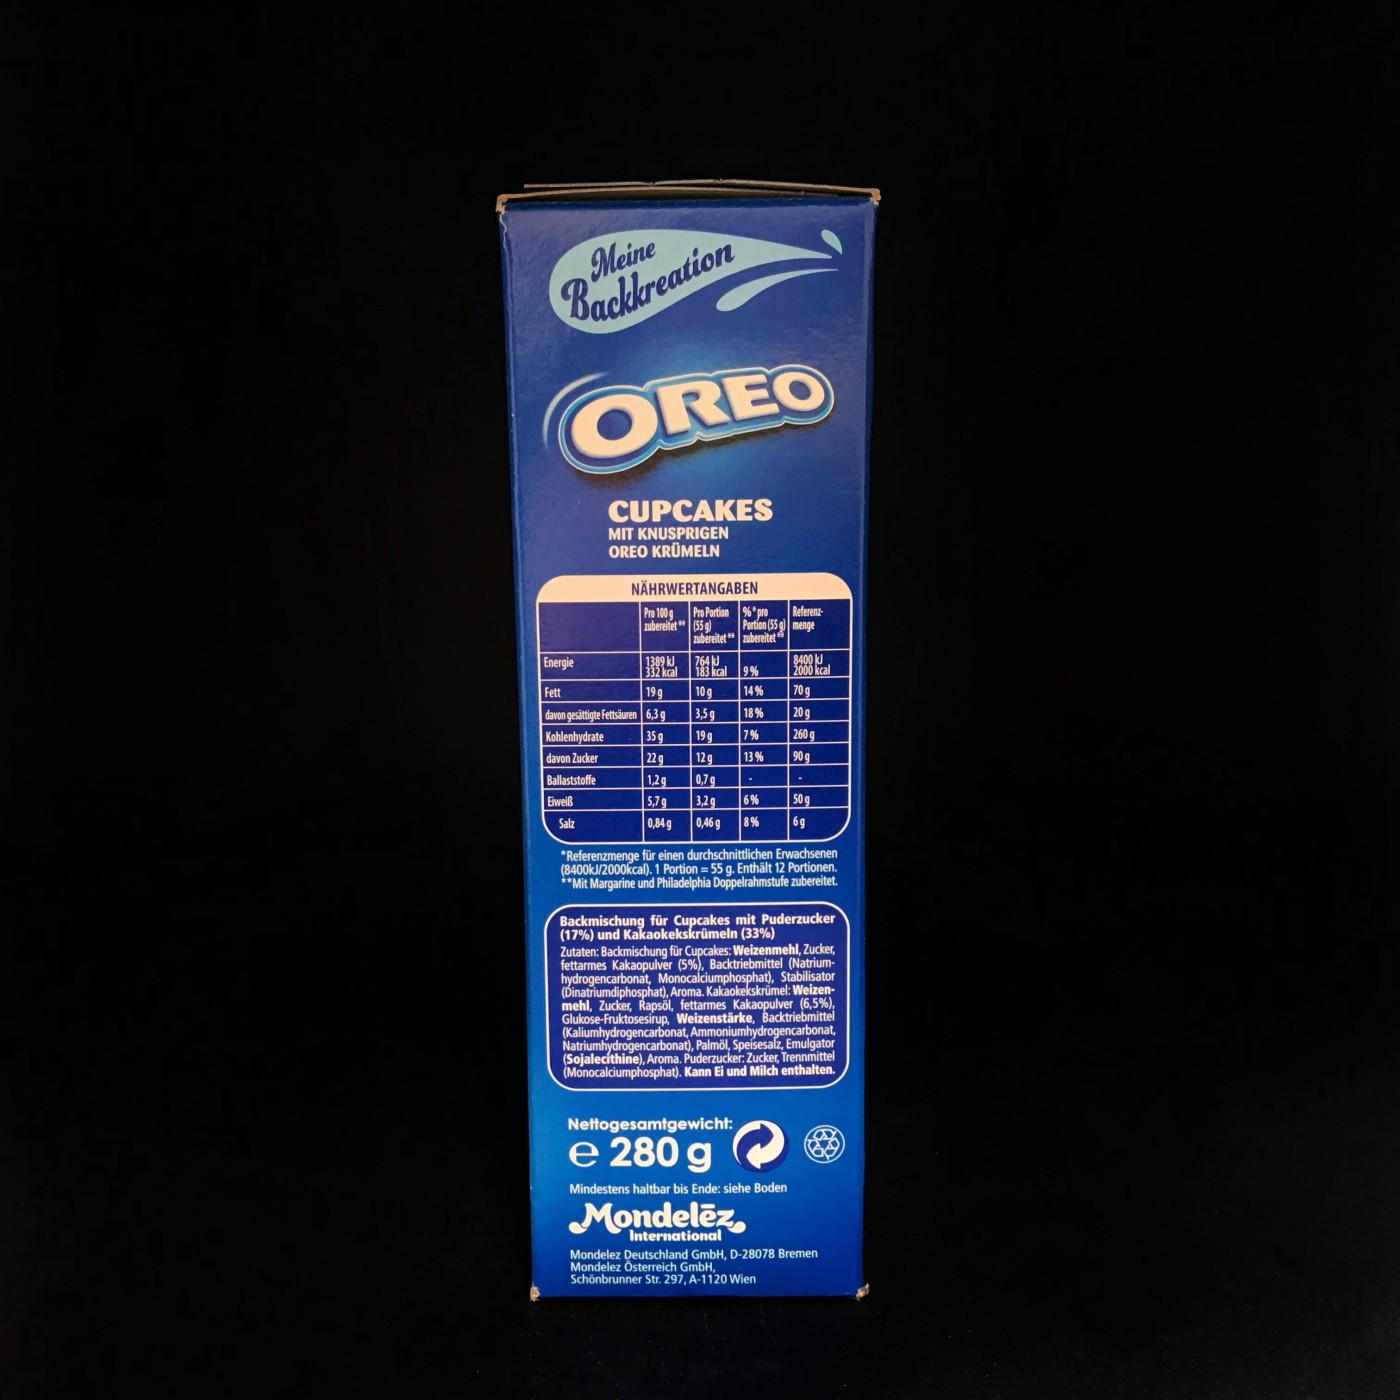 Meine
Backkreation
OREO
CUPCAKES
MIT KNUSPRIGEN
OREO KRÜMELN
NÄHRWERTANGABEN
Pro 100 g zubereitet** Pro Portion (55 g) zubereitet** %* pro Portion (55 g) zubereitet** Referenz-menge
Energie 1389 kJ 332 kcal 764 kJ 183 kcal 9 % 8400 kJ 2000 kcal
Fett 19 g 10 g 14 % 70 g
davon gesättigte Fettsäuren 6,3 g 3,5 g 18 % 20 g
Kohlenhydrate 35 g 19 g 7 % 260 g
davon Zucker 22 g 12 g 13 % 90 g
Ballaststoffe 1,2 g 0,7 g - -
Eiweiß 5,7 g 3,2 g 6 % 50 g
Salz 0,84 g 0,46 g 8 % 6 g
*Referenzmenge für einen durchschnittlichen Erwachsenen
(8400kJ/2000kcal). 1 Portion = 55 g. Enthält 12 Portionen.
**Mit Margarine und Philadelphia Doppelrahmstufe zubereitet.
Backmischung für Cupcakes mit Puderzucker
(17%) und Kakaokekskrümeln (33%)
Zutaten: Backmischung für Cupcakes: Weizenmehl, Zucker,
fettarmes Kakaopulver (5%), Backtriebmittel (Natrium-
hydrogencarbonat, Monocalciumphosphat), Stabilisator
(Dinatriumdiphosphat), Aroma. Kakaokekskrümel: Weizen-
mehl, Zucker, Rapsöl, fettarmes Kakaopulver (6,5%),
Glukose-Fruktosesirup, Weizenstärke, Backtriebmittel
(Kaliumhydrogencarbonat, Ammoniumhydrogencarbonat,
Natriumhydrogencarbonat), Palmöl, Speisesalz, Emulgator
(Sojalecithine), Aroma. Puderzucker: Zucker, Trennmittel
(Monocalciumphosphat). Kann Ei und Milch enthalten.
Nettogesamtgewicht:
e 280 g
Mindestens haltbar bis Ende: siehe Boden
Mondelēz
International
Mondelez Deutschland GmbH, D-28078 Bremen
Mondelez Österreich GmbH,
Schönbrunner Str. 297, A-1120 Wien